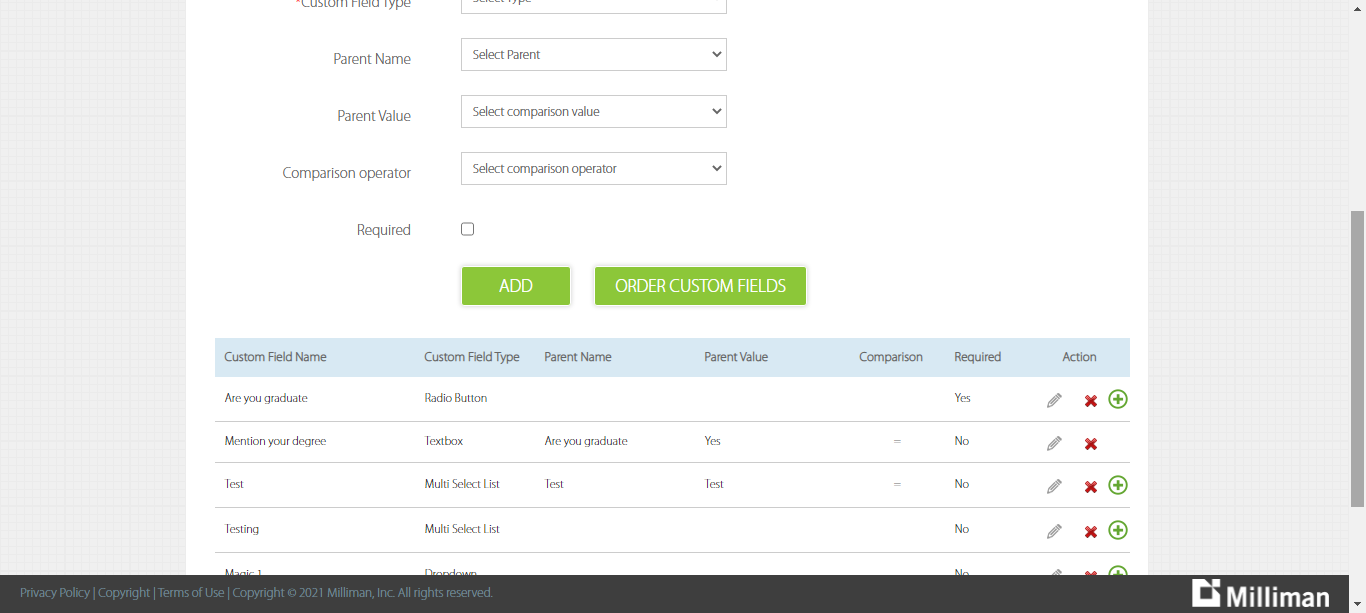 *Custom Field Type Select Type
Parent Name Select Parent
Parent Value Select comparison value
Comparison operator Select comparison operator
Required
ADD ORDER CUSTOM FIELDS
Custom Field Name Custom Field Type Parent Name Parent Value Comparison Required Action
Are you graduate Radio Button Yes
Mention your degree Textbox Are you graduate Yes = No
Test Multi Select List Test Test = No
Testing Multi Select List No
Magic 1 Dropdown No
Privacy Policy | Copyright | Terms of Use | Copyright © 2021 Milliman, Inc. All rights reserved.
Milliman